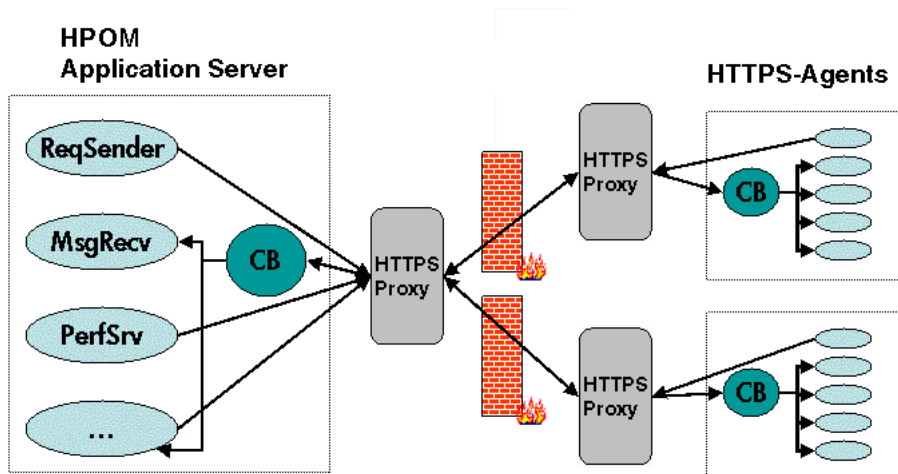 HPOM
Application Server
HTTPS-Agents
ReqSender
MsgRecv
CB
PerfSrv
...
HTTPS
Proxy
HTTPS
Proxy
CB
HTTPS
Proxy
CB